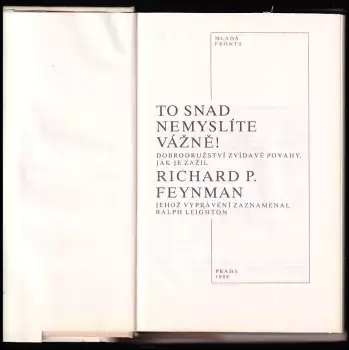 MLADÁ
FRONTA
TO SNAD
NEMYSLÍTE
VÁŽNĚ!
DOBRODRUŽSTVÍ ZVÍDAVÉ POVAHY,
JAK JE ZAŽIL
RICHARD P.
FEYNMAN
JEHOŽ VYPRÁVĚNÍ ZAZNAMENAL
RALPH LEIGHTON
PRAHA
1989